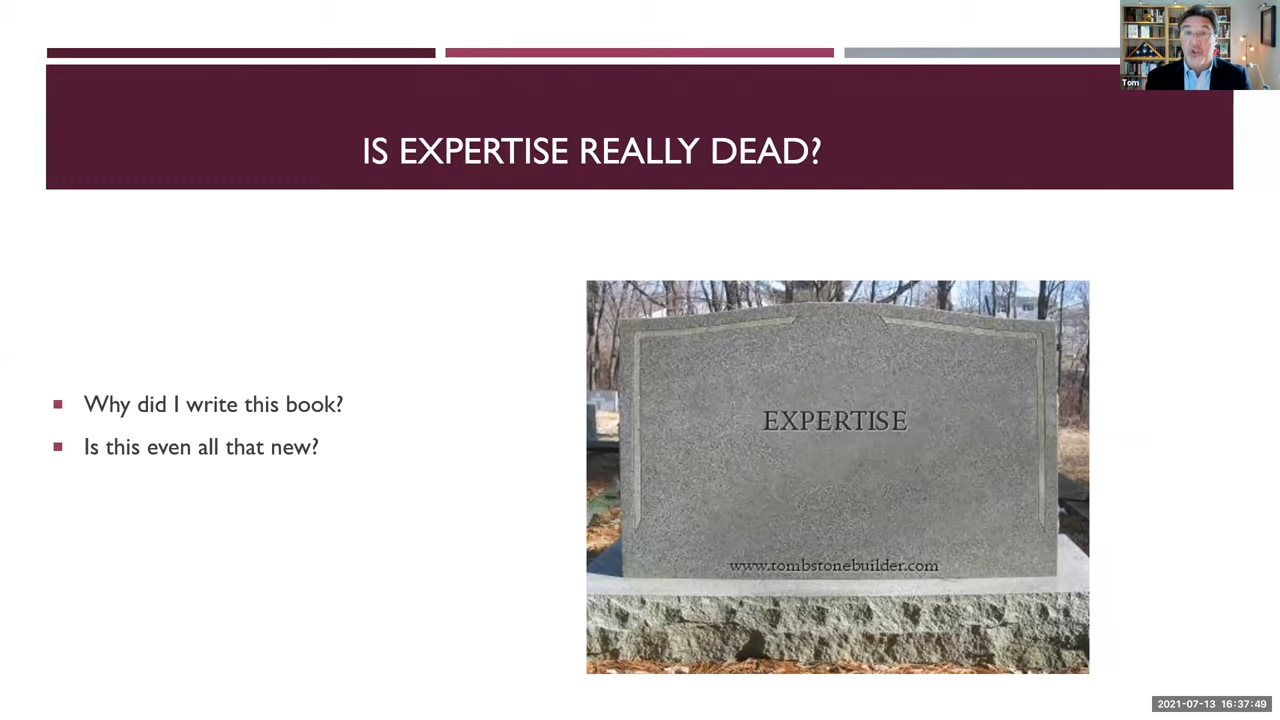 Tom
IS EXPERTISE REALLY DEAD?
Why did I write this book?
Is this even all that new?
EXPERTISE
www.tombstonebuilder.com
2021-07-13 16:37:49